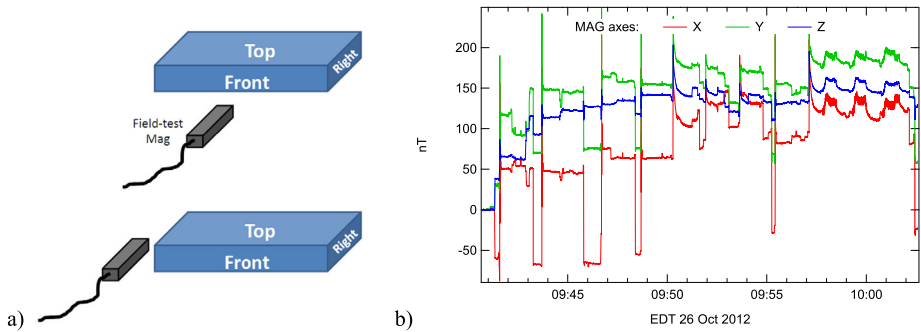 Top
Right
Front
Field-test
Mag
Top
Right
Front
a)
MAG axes: X Y Z
200
150
100
50
0
-50
nT
09:45 09:50 09:55 10:00
EDT 26 Oct 2012
b)